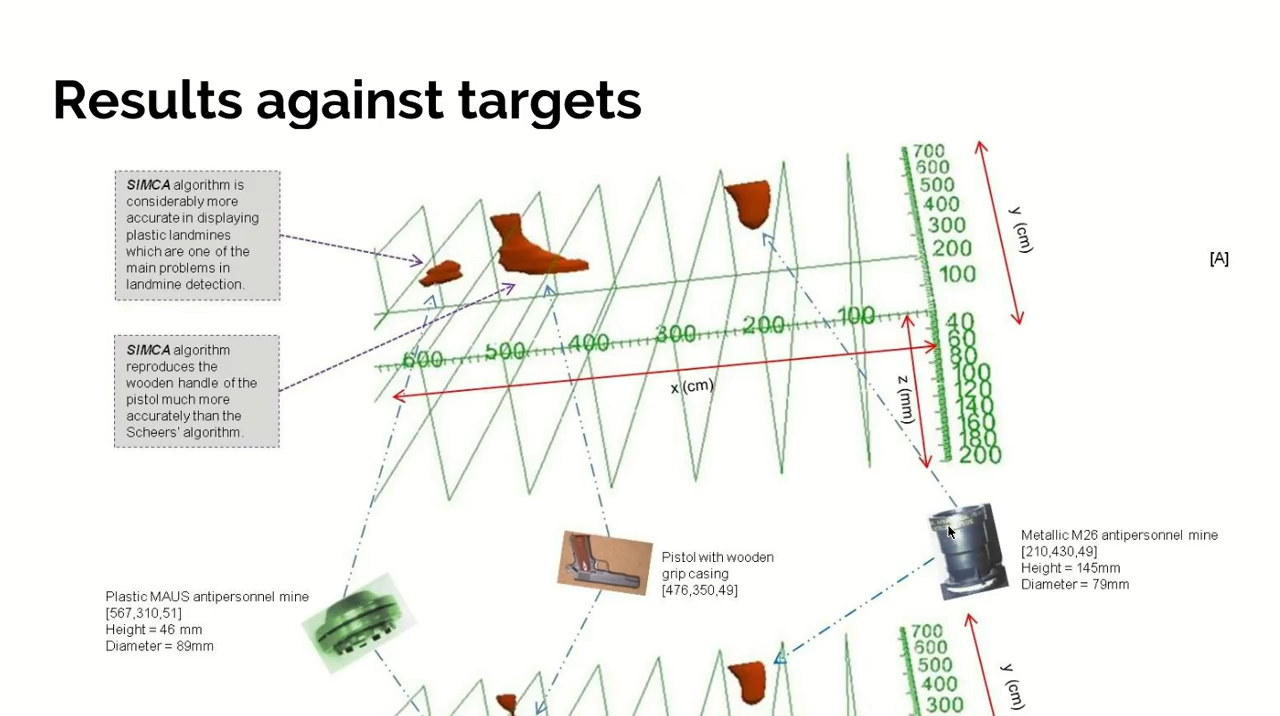 Results against targets
SIMCA algorithm is
considerably more
accurate in displaying
plastic landmines
which are one of the
main problems in
landmine detection.
SIMCA algorithm
reproduces the
wooden handle of the
pistol much more
accurately than the
Scheers' algorithm.
700
600
500
400
300
200
100
y (cm)
[A]
600
500
400
300
200
100
x (cm)
40
60
80
100
120
140
160
180
200
z (mm)
Plastic MAUS antipersonnel mine
[567,310,51]
Height = 46 mm
Diameter = 89mm
Pistol with wooden
grip casing
[476,350,49]
Metallic M26 antipersonnel mine
[210,430,49]
Height = 145mm
Diameter = 79mm
700
600
500
400
300
y (cm)